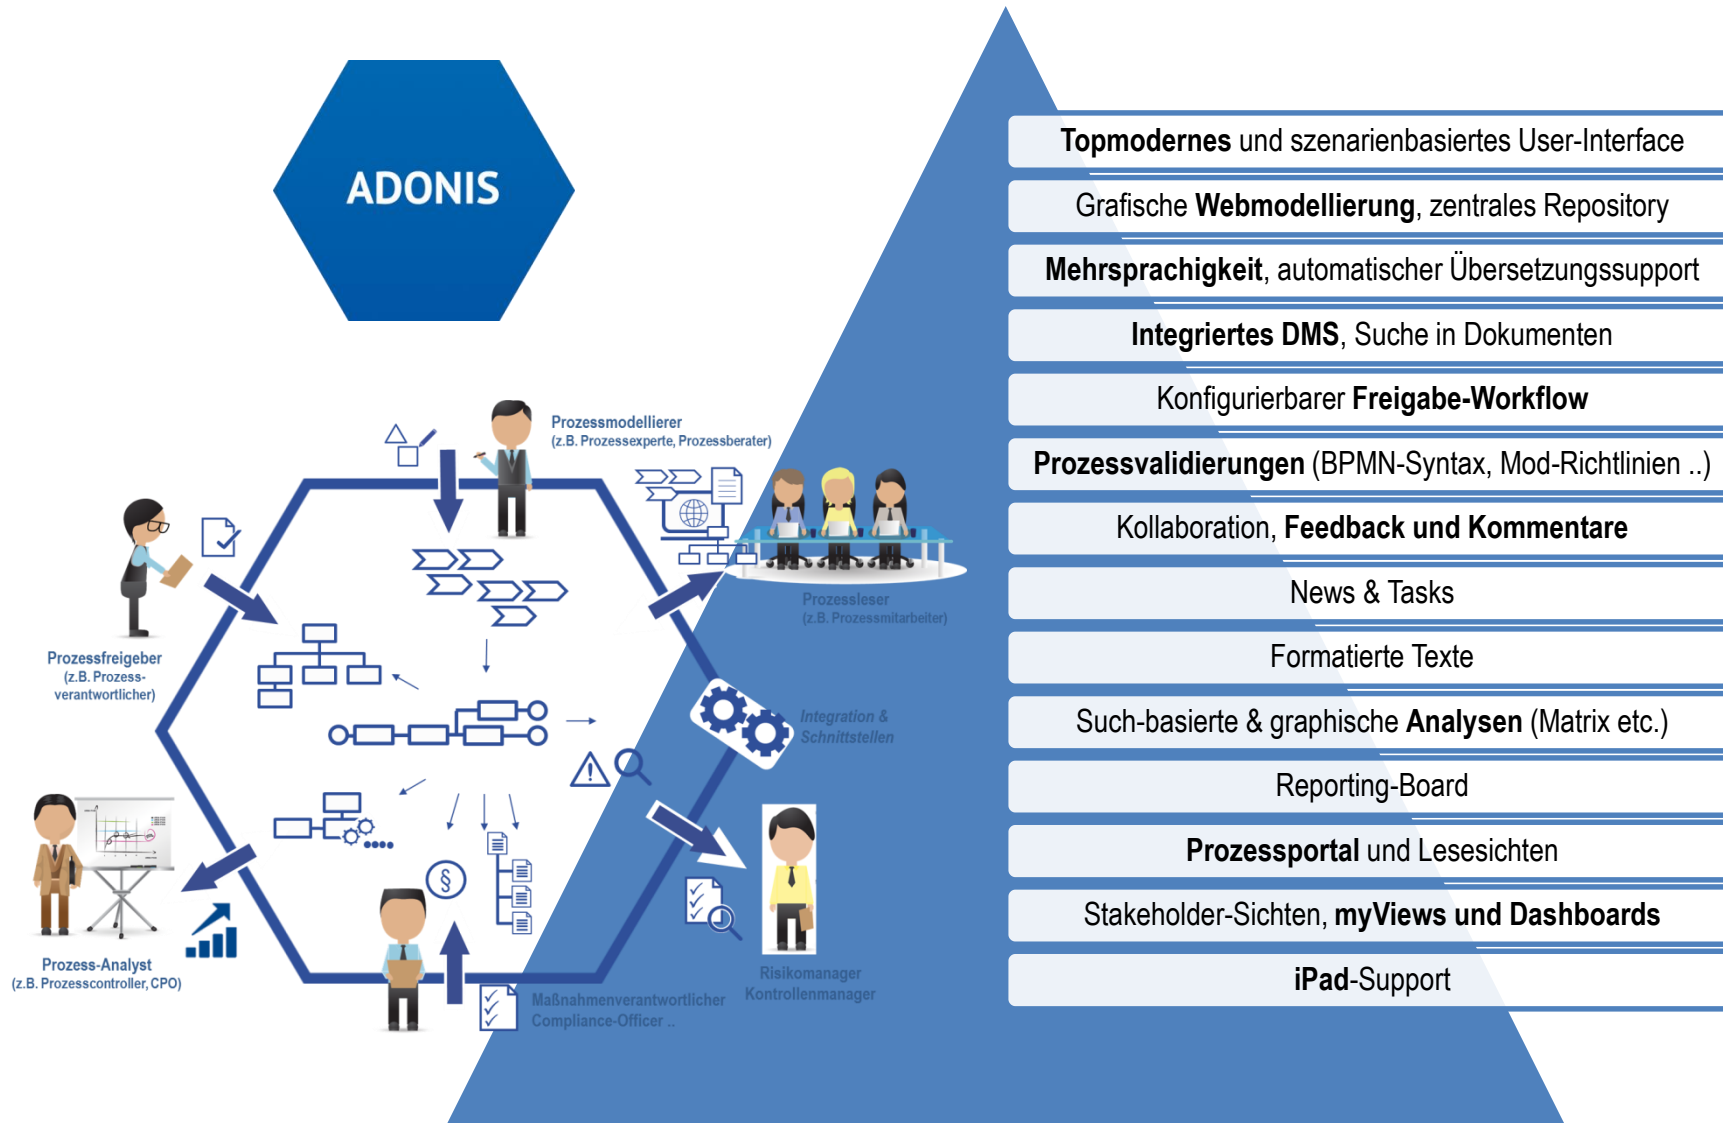 ADONIS
Topmodernes und szenarienbasiertes User-Interface
Grafische Webmodellierung, zentrales Repository
Mehrsprachigkeit, automatischer Übersetzungssupport
Integriertes DMS, Suche in Dokumenten
Konfigurierbarer Freigabe-Workflow
Prozessvalidierungen (BPMN-Syntax, Mod-Richtlinien ..)
Kollaboration, Feedback und Kommentare
News & Tasks
Formatierte Texte
Such-basierte & graphische Analysen (Matrix etc.)
Reporting-Board
Prozessportal und Lesesichten
Stakeholder-Sichten, myViews und Dashboards
iPad-Support
Prozessmodellierer
(z.B. Prozessexperte, Prozessberater)
Prozessleser
(z.B. Prozessmitarbeiter)
Prozessfreigeber
(z.B. Prozess-
verantwortlicher)
Integration &
Schnittstellen
§
Prozess-Analyst
(z.B. Prozesscontroller, CPO)
Risikomanager
Kontrollenmanager
Maßnahmenverantwortlicher
Compliance-Officer ..